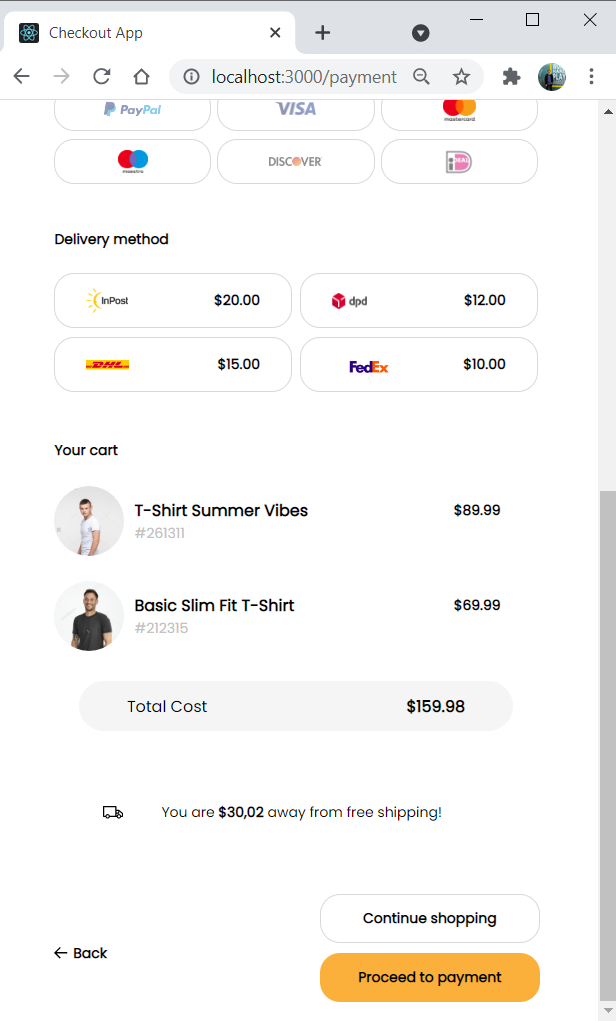 Checkout App
localhost:3000/payment
PayPal VISA mastercard
maestro DISCOVER iDEAL
Delivery method
InPost $20.00 dpd $12.00
DHL $15.00 FedEx $10.00
Your cart
T-Shirt Summer Vibes $89.99
#261311
Basic Slim Fit T-Shirt $69.99
#212315
Total Cost $159.98
You are $30,02 away from free shipping!
Continue shopping
← Back
Proceed to payment